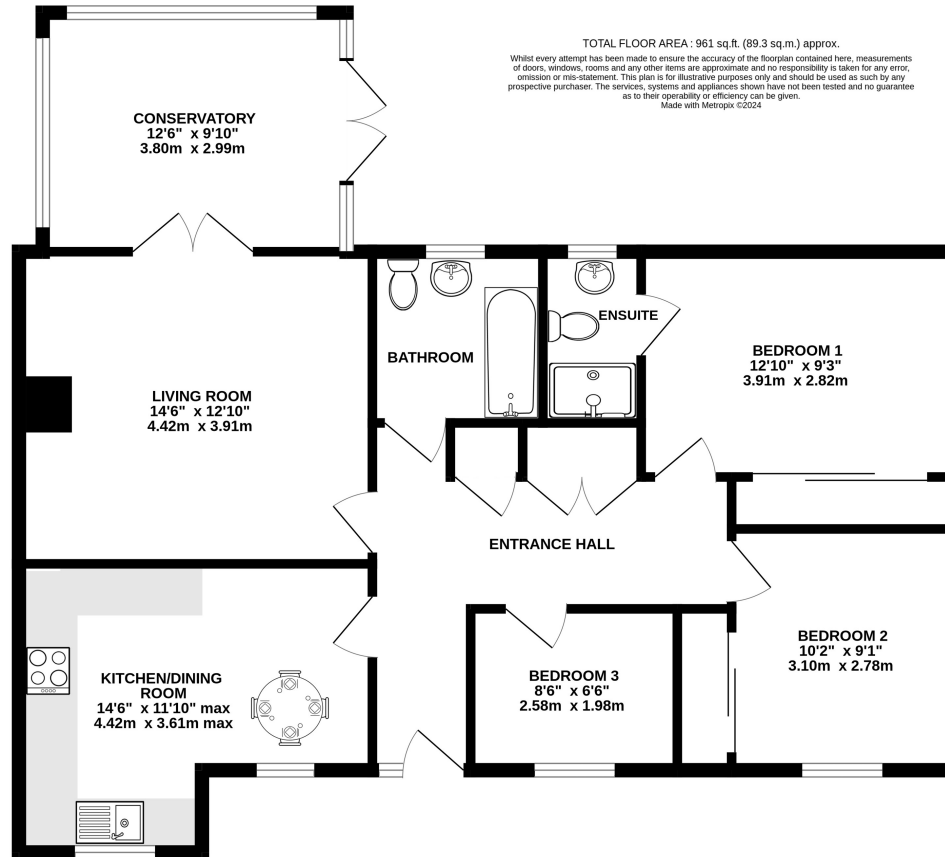 TOTAL FLOOR AREA : 961 sq.ft. (89.3 sq.m.) approx.
Whilst every attempt has been made to ensure the accuracy of the floorplan contained here, measurements
of doors, windows, rooms and any other items are approximate and no responsibility is taken for any error,
omission or mis-statement. This plan is for illustrative purposes only and should be used as such by any
prospective purchaser. The services, systems and appliances shown have not been tested and no guarantee
as to their operability or efficiency can be given.
Made with Metropix ©2024
CONSERVATORY
12'6" x 9'10"
3.80m x 2.99m
LIVING ROOM
14'6" x 12'10"
4.42m x 3.91m
BATHROOM
ENSUITE
BEDROOM 1
12'10" x 9'3"
3.91m x 2.82m
ENTRANCE HALL
KITCHEN/DINING
ROOM
14'6" x 11'10" max
4.42m x 3.61m max
BEDROOM 3
8'6" x 6'6"
2.58m x 1.98m
BEDROOM 2
10'2" x 9'1"
3.10m x 2.78m